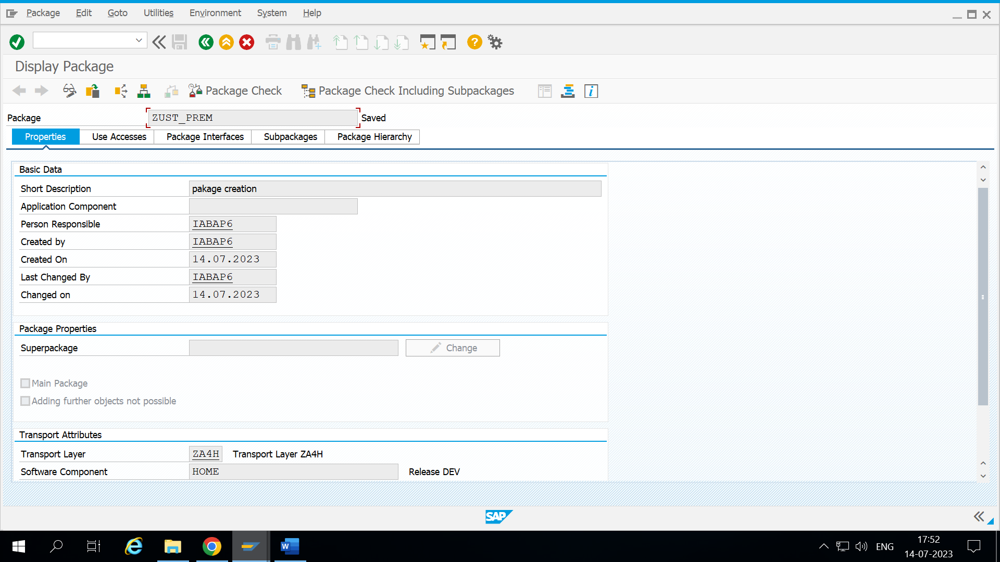 Package Edit Goto Utilities Environment System Help
Display Package
Package Check Package Check Including Subpackages
Package ZUST_PREM Saved
Properties Use Accesses Package Interfaces Subpackages Package Hierarchy
Basic Data
Short Description pakage creation
Application Component
Person Responsible IABAP6
Created by IABAP6
Created On 14.07.2023
Last Changed By IABAP6
Changed on 14.07.2023
Package Properties
Superpackage Change
Main Package
Adding further objects not possible
Transport Attributes
Transport Layer ZA4H Transport Layer ZA4H
Software Component HOME Release DEV
SAP
ENG 17:52
14-07-2023